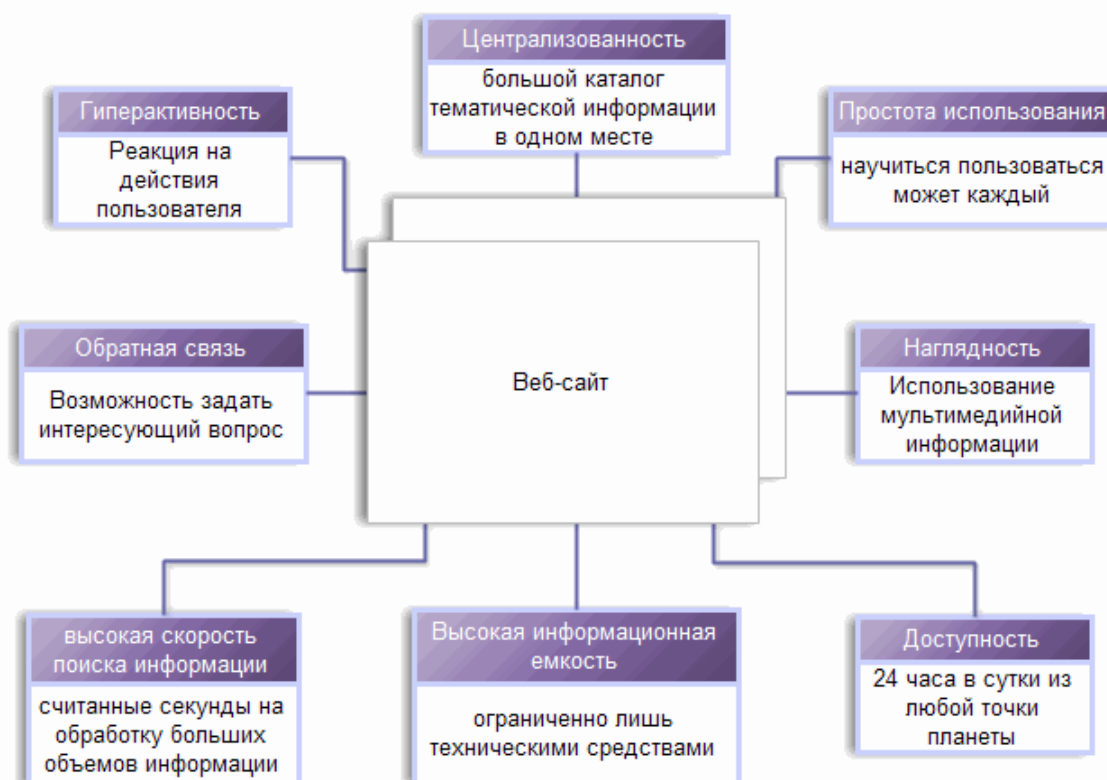 Централизованность
большой каталог
тематической информации
в одном месте
Гиперактивность
Реакция на
действия
пользователя
Простота использования
научиться пользоваться
может каждый
Обратная связь
Возможность задать
интересующий вопрос
Веб-сайт
Наглядность
Использование
мультимедийной
информации
высокая скорость
поиска информации
считанные секунды на
обработку больших
объемов информации
Высокая информационная
емкость
ограниченно лишь
техническими средствами
Доступность
24 часа в сутки из
любой точки
планеты